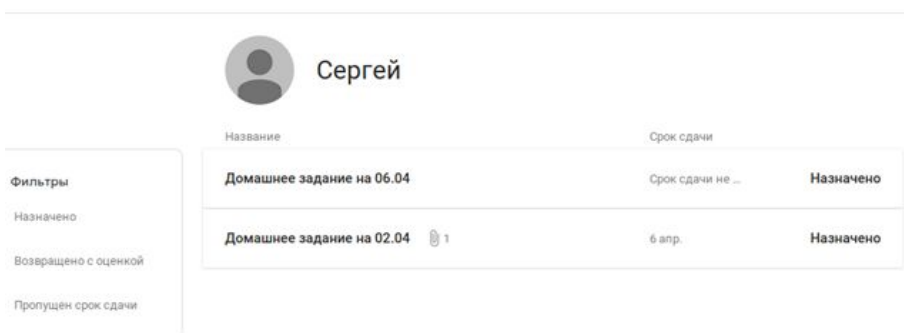 Сергей
Название Срок сдачи
Фильтры
Назначено
Возвращено с оценкой
Пропущен срок сдачи
Домашнее задание на 06.04 Срок сдачи не ... Назначено
Домашнее задание на 02.04 1 6 апр. Назначено